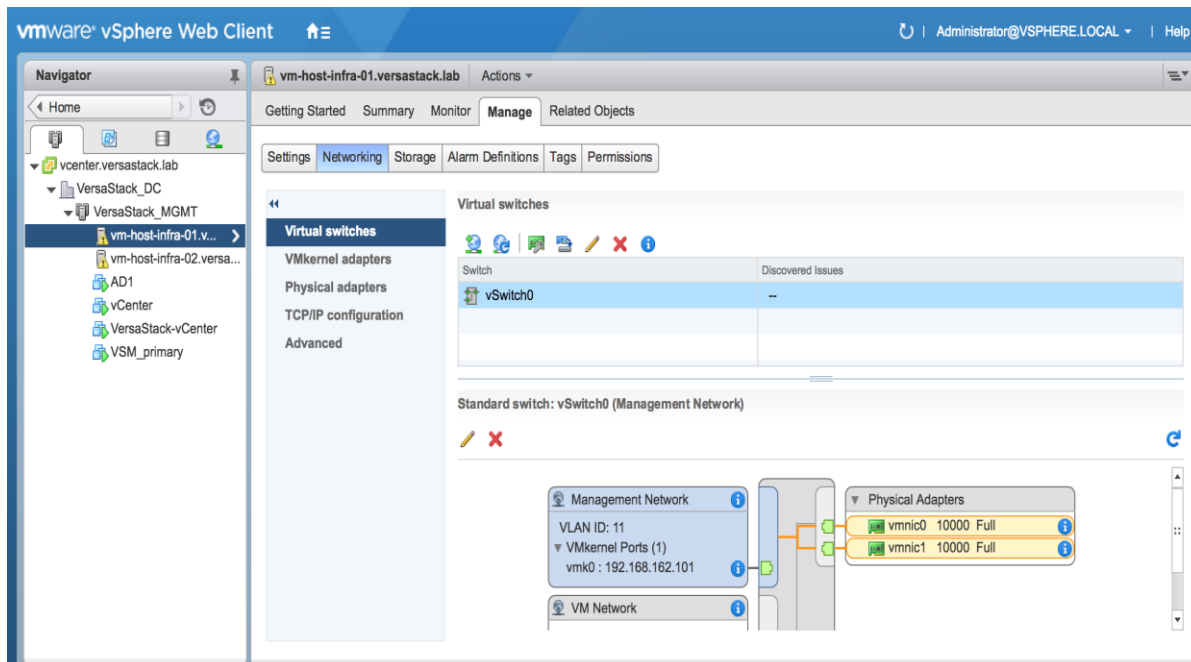 vmware® vSphere Web Client
Administrator@VSPHERE.LOCAL
Help
Navigator
Home
vcenter.versastack.lab
VersaStack_DC
VersaStack_MGMT
vm-host-infra-01.v...
vm-host-infra-02.versa...
AD1
vCenter
VersaStack-vCenter
VSM_primary
vm-host-infra-01.versastack.lab Actions
Getting Started Summary Monitor Manage Related Objects
Settings Networking Storage Alarm Definitions Tags Permissions
Virtual switches
VMkernel adapters
Physical adapters
TCP/IP configuration
Advanced
Virtual switches
Switch Discovered Issues
vSwitch0 --
Standard switch: vSwitch0 (Management Network)
Management Network
VLAN ID: 11
VMkernel Ports (1)
vmk0 : 192.168.162.101
VM Network
Physical Adapters
vmnic0 10000 Full
vmnic1 10000 Full